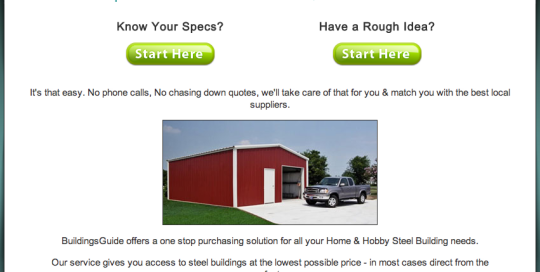 Know Your Specs? Have a Rough Idea?
Start Here Start Here
It's that easy. No phone calls, No chasing down quotes, we'll take care of that for you & match you with the best local
suppliers.
BuildingsGuide offers a one stop purchasing solution for all your Home & Hobby Steel Building needs.
Our service gives you access to steel buildings at the lowest possible price - in most cases direct from the